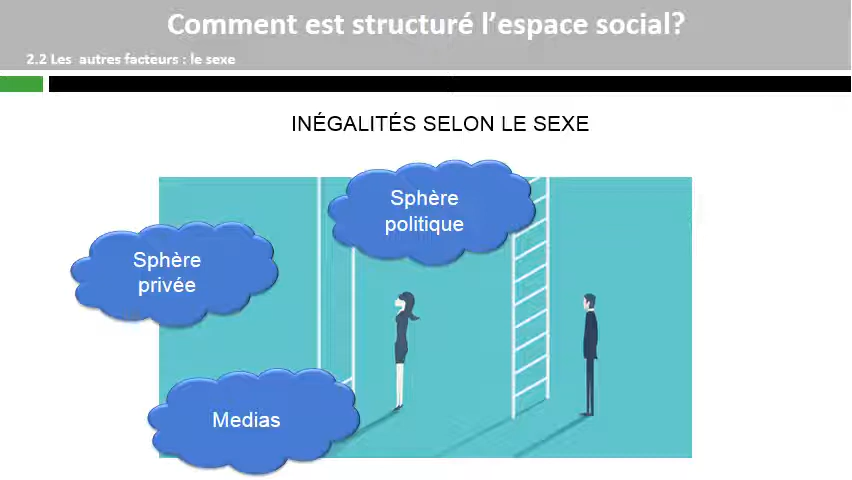 Comment est structuré l'espace social?
2.2 Les autres facteurs : le sexe
INÉGALITÉS SELON LE SEXE
Sphère
politique
Sphère
privée
Medias